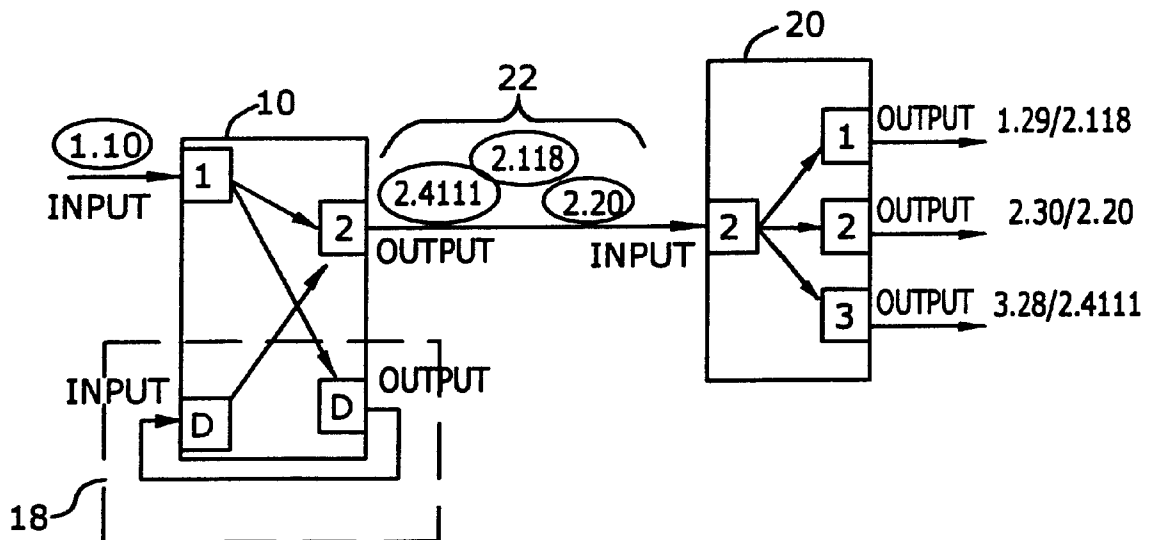 20
22
10
1.10
1
INPUT
2.118
2.4111
2.20
2
OUTPUT
INPUT
2
1
OUTPUT 1.29/2.118
2
OUTPUT 2.30/2.20
3
OUTPUT 3.28/2.4111
INPUT
D
D
OUTPUT
18